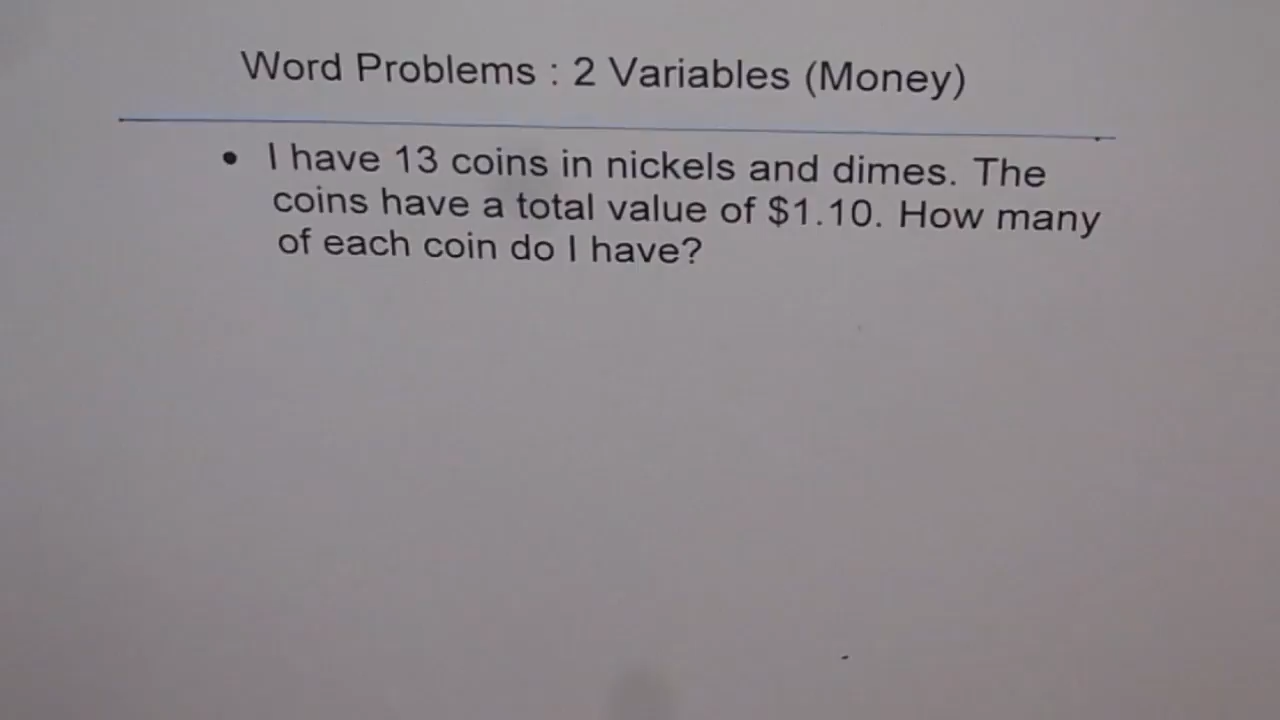 Word Problems : 2 Variables (Money)
• I have 13 coins in nickels and dimes. The
coins have a total value of $1.10. How many
of each coin do I have?